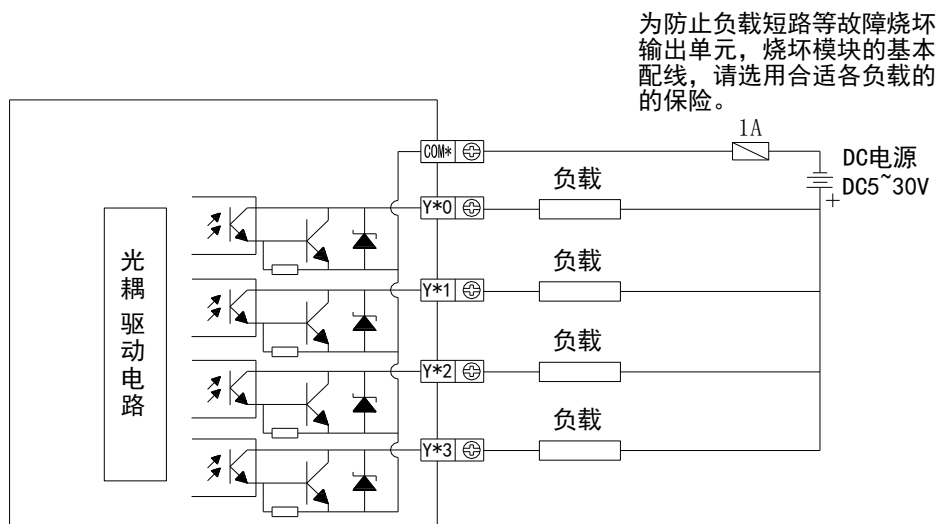 为防止负载短路等故障烧坏
输出单元，烧坏模块的基本
配线，请选用合适各负载的
的保险。
1A
COM*
DC电源
DC5~30V
+
负载
Y*0
负载
Y*1
光耦驱动电路
负载
Y*2
负载
Y*3